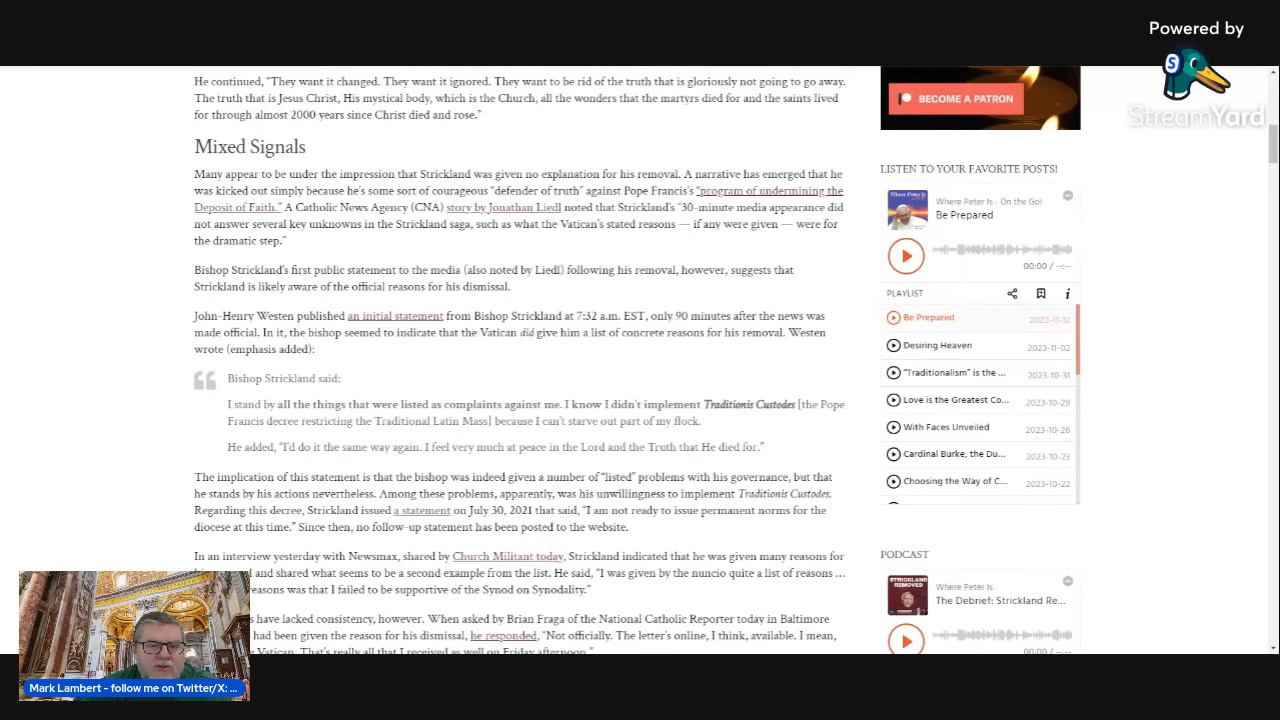 Powered by
StreamYard
He continued, “They want it changed. They want it ignored. They want to be rid of the truth that is gloriously not going to go away.
The truth that is Jesus Christ, His mystical body, which is the Church, all the wonders that the martyrs died for and the saints lived
for through almost 2000 years since Christ died and rose.”
Mixed Signals
Many appear to be under the impression that Strickland was given no explanation for his removal. A narrative has emerged that he
was kicked out simply because he’s some sort of courageous “defender of truth” against Pope Francis’s “program of undermining the
Deposit of Faith.” A Catholic News Agency (CNA) story by Jonathan Liedl noted that Strickland’s “30-minute media appearance did
not answer several key unknowns in the Strickland saga, such as what the Vatican’s stated reasons — if any were given — were for
the dramatic step.”
Bishop Strickland’s first public statement to the media (also noted by Liedl) following his removal, however, suggests that
Strickland is likely aware of the official reasons for his dismissal.
John-Henry Westen published an initial statement from Bishop Strickland at 7:32 a.m. EST, only 90 minutes after the news was
made official. In it, the bishop seemed to indicate that the Vatican did give him a list of concrete reasons for his removal. Westen
wrote (emphasis added):
Bishop Strickland said:
I stand by all the things that were listed as complaints against me. I know I didn’t implement Traditionis Custodes [the Pope
Francis decree restricting the Traditional Latin Mass] because I can’t starve out part of my flock.
He added, “I’d do it the same way again. I feel very much at peace in the Lord and the Truth that He died for.”
The implication of this statement is that the bishop was indeed given a number of “listed” problems with his governance, but that
he stands by his actions nevertheless. Among these problems, apparently, was his unwillingness to implement Traditionis Custodes.
Regarding this decree, Strickland issued a statement on July 30, 2021 that said, “I am not ready to issue permanent norms for the
diocese at this time.” Since then, no follow-up statement has been posted to the website.
In an interview yesterday with Newsmax, shared by Church Militant today, Strickland indicated that he was given many reasons for
and shared what seems to be a second example from the list. He said, “I was given by the nuncio quite a list of reasons …
reasons was that I failed to be supportive of the Synod on Synodality.”
have lacked consistency, however. When asked by Brian Fraga of the National Catholic Reporter today in Baltimore
had been given the reason for his dismissal, he responded, “Not officially. The letter’s online, I think, available. I mean,
Vatican. That’s really all that I received as well on Friday afternoon.”
BECOME A PATRON
LISTEN TO YOUR FAVORITE POSTS!
Where Peter Is
Where Peter Is - On the Go!
Be Prepared
00:00 / --:--
PLAYLIST
Be Prepared 2023-11-12
Desiring Heaven 2023-11-02
“Traditionalism” is the ... 2023-10-31
Love is the Greatest Co... 2023-10-29
With Faces Unveiled 2023-10-26
Cardinal Burke, the Du... 2023-10-23
Choosing the Way of C... 2023-10-22
PODCAST
STRICKLAND
REMOVED
Where Peter Is
The Debrief: Strickland Re...
00:00 / --:--
Mark Lambert - follow me on Twitter/X: ...